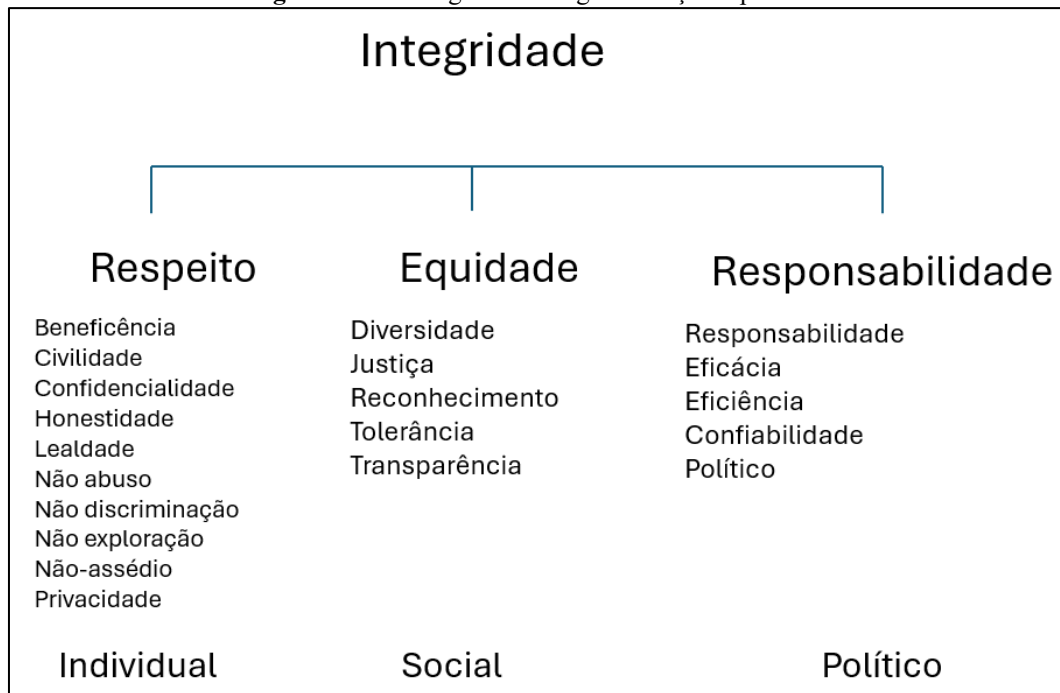 Integridade
Respeito
Beneficência
Civilidade
Confidencialidade
Honestidade
Lealdade
Não abuso
Não discriminação
Não exploração
Não-assédio
Privacidade
Individual
Equidade
Diversidade
Justiça
Reconhecimento
Tolerância
Transparência
Social
Responsabilidade
Responsabilidade
Eficácia
Eficiência
Confiabilidade
Político
Político